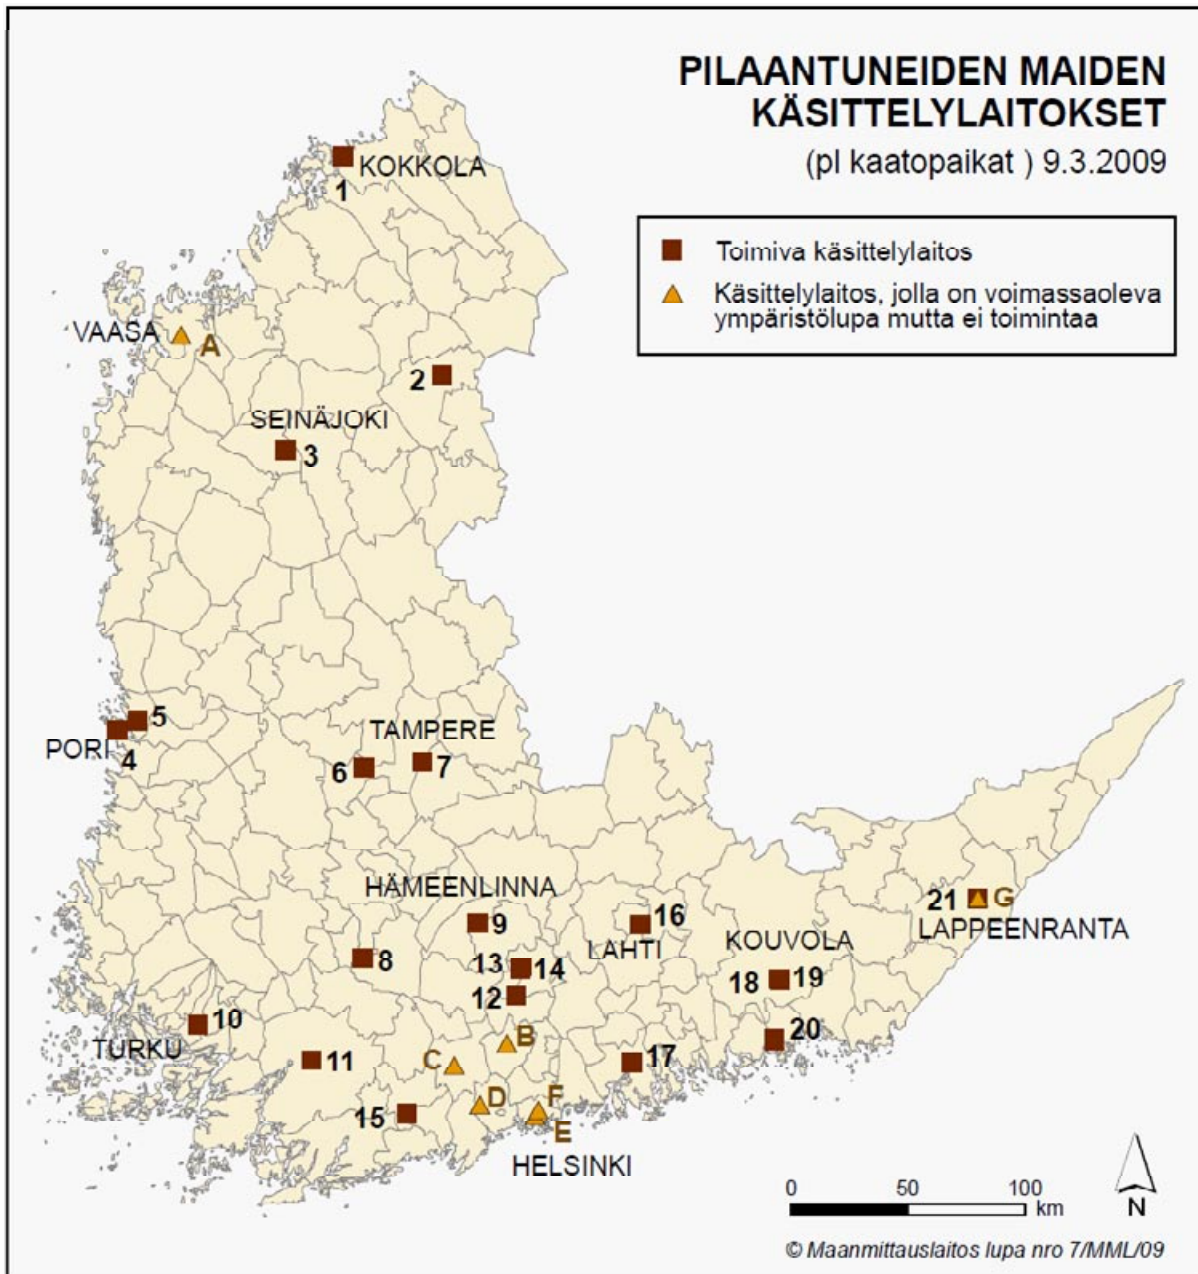 PILAANTUNEIDEN MAIDEN
KÄSITTELYLAITOKSET
(pl kaatopaikat ) 9.3.2009
Toimiva käsittelylaitos
Käsittelylaitos, jolla on voimassaoleva
ympäristölupa mutta ei toimintaa
KOKKOLA
1
VAASA
A
2
SEINÄJOKI
3
5
PORI
4
TAMPERE
6
7
HÄMEENLINNA
9
16
21
G
LAPPEENRANTA
LAHTI
KOUVOLA
8
13
14
18
19
12
10
TURKU
11
B
C
17
20
D
F
15
E
HELSINKI
0 50 100
km
N
© Maanmittauslaitos lupa nro 7/MML/09